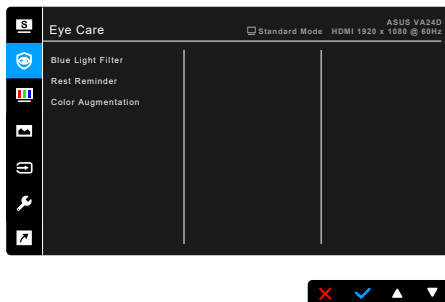 S
Eye Care
ASUS VA24D
Standard Mode HDMI 1920 x 1080 @ 60Hz
Blue Light Filter
Rest Reminder
Color Augmentation